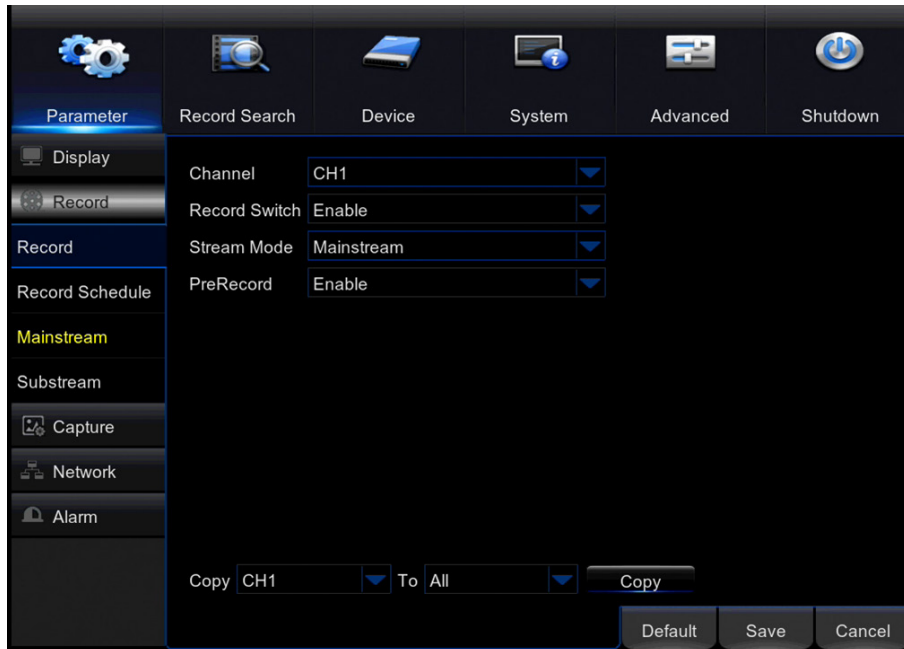 Parameter Record Search Device System Advanced Shutdown
Display
Record
Record
Record Schedule
Mainstream
Substream
Capture
Network
Alarm
Channel CH1
Record Switch Enable
Stream Mode Mainstream
PreRecord Enable
Copy CH1 To All Copy
Default Save Cancel